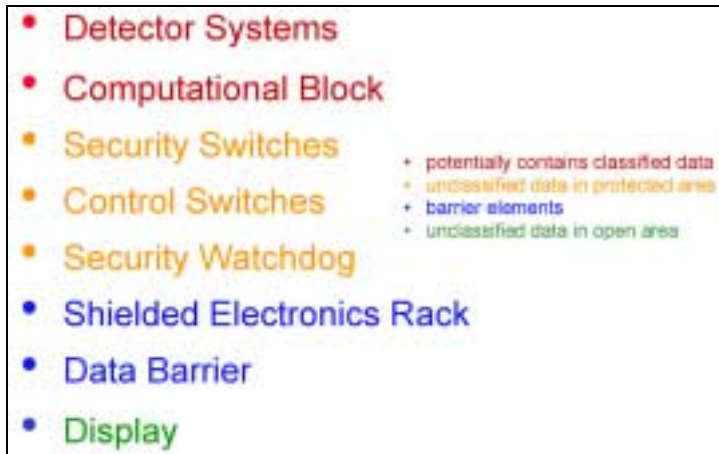 • Detector Systems
• Computational Block
• Security Switches
• Control Switches
• Security Watchdog
• Shielded Electronics Rack
• Data Barrier
• Display
• potentially contains classified data
• unclassified data in protected area
• barrier elements
• unclassified data in open area